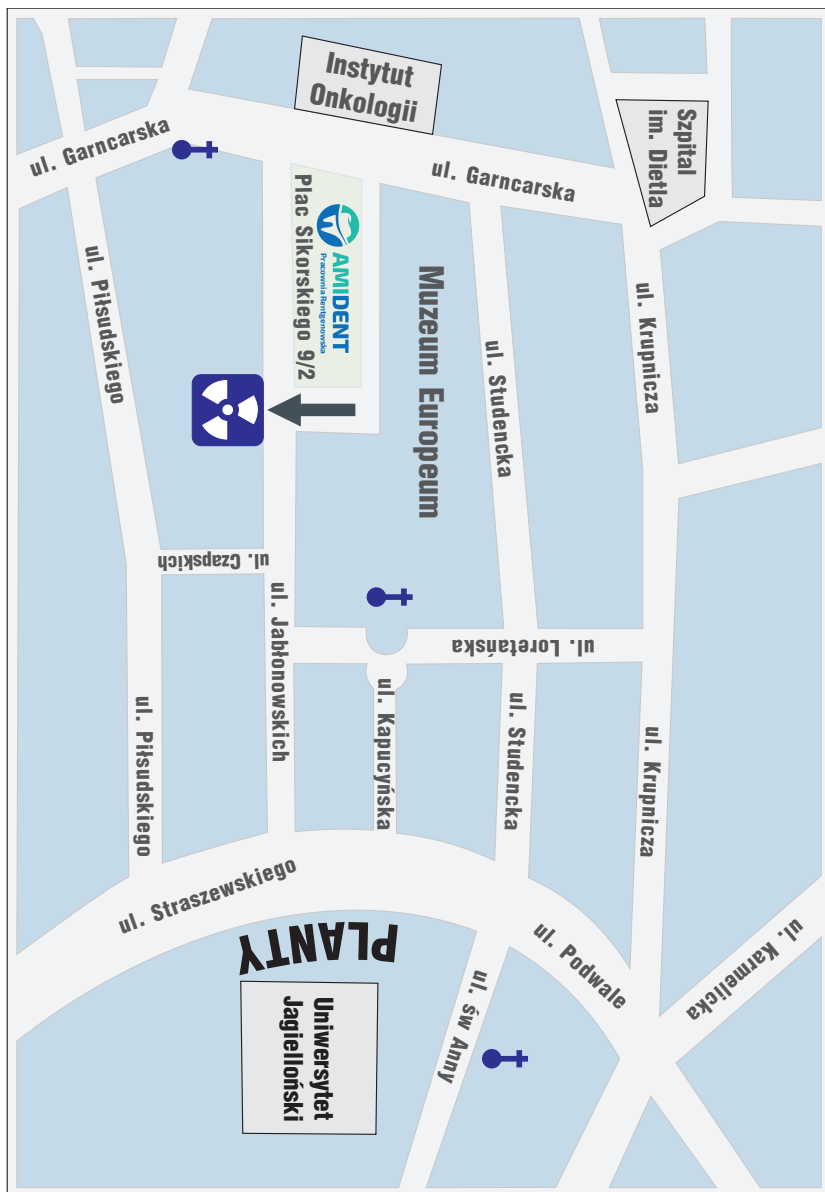 Instytut
Onkologii
Szpital
im. Dietla
ul. Garncarska
ul. Garncarska
AMIDENT
Pracownia Rentgenowska
Plac Sikorskiego 9/2
Muzeum Europeum
ul. Piłsudskiego
ul. Studencka
ul. Krupnicza
ul. Czapskich
ul. Jabłonowskich
ul. Loretańska
ul. Kapucyńska
ul. Studencka
ul. Piłsudskiego
ul. Krupnicza
ul. Straszewskiego
PLANTY
ul. Podwale
ul. Karmelicka
ul. św Anny
Uniwersytet
Jagielloński